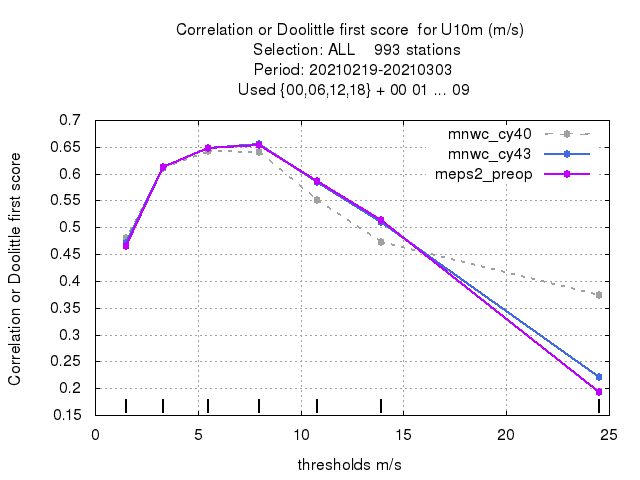 Correlation or Doolittle first score  for U10m (m/s)
Selection: ALL    993 stations
Period: 20210219-20210303
Used {00,06,12,18} + 00 01 ... 09
mnwc_cy40
mnwc_cy43
meps2_preop
Correlation or Doolittle first score
0.7
0.65
0.6
0.55
0.5
0.45
0.4
0.35
0.3
0.25
0.2
0.15
0 5 10 15 20 25
thresholds m/s